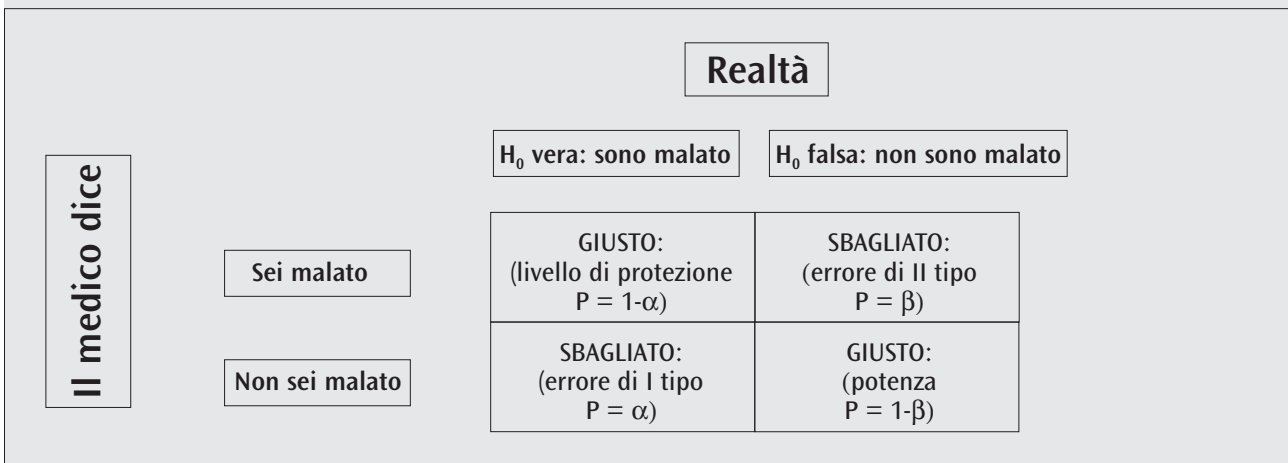 Realtà
H₀ vera: sono malato
H₀ falsa: non sono malato
Il medico dice
Sei malato
GIUSTO:
(livello di protezione
P = 1-α)
SBAGLIATO:
(errore di II tipo
P = β)
Non sei malato
SBAGLIATO:
(errore di I tipo
P = α)
GIUSTO:
(potenza
P = 1-β)